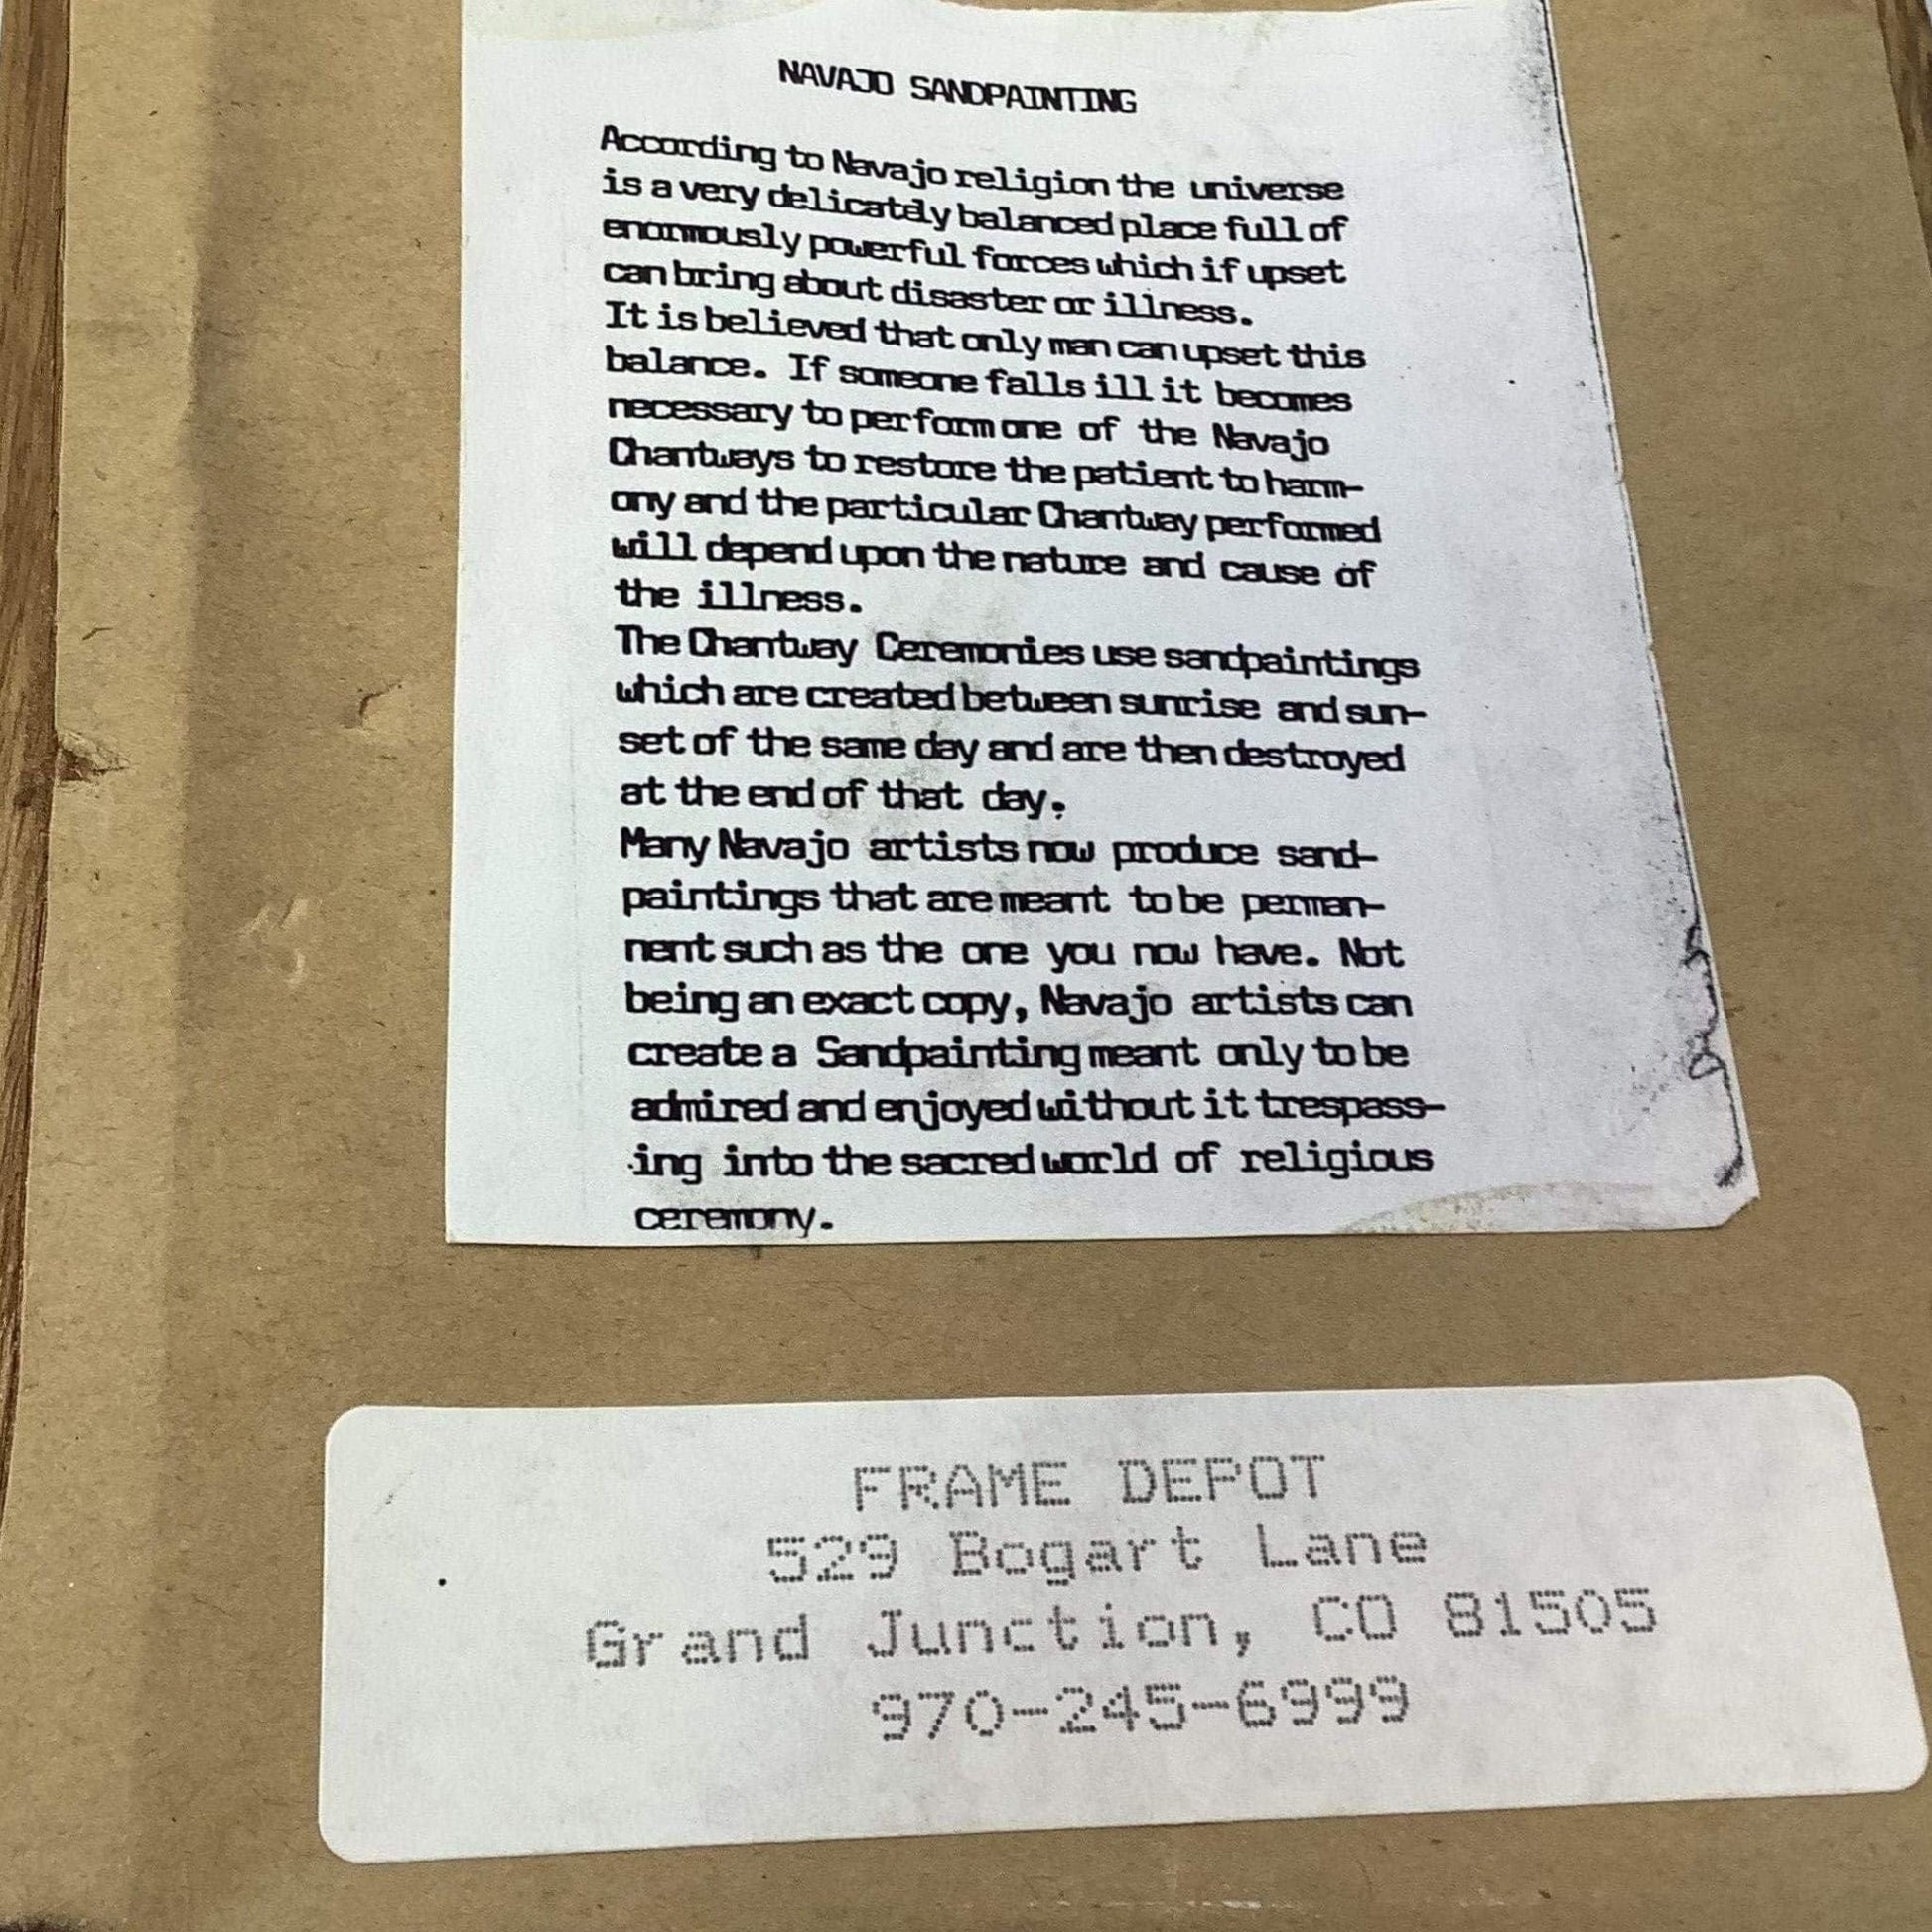 NAVAJO SANDPAINTING
According to Navajo religion the universe
is a very delicately balanced place full of
enormously powerful forces which if upset
can bring about disaster or illness.
It is believed that only man can upset this
balance. If someone falls ill it becomes
necessary to perform one of the Navajo
Chantways to restore the patient to harm-
ony and the particular Chantway performed
will depend upon the nature and cause of
the illness.
The Chantway Ceremonies use sandpaintings
which are created between sunrise and sun-
set of the same day and are then destroyed
at the end of that day.
Many Navajo artists now produce sand-
paintings that are meant to be perman-
nent such as the one you now have. Not
being an exact copy, Navajo artists can
create a Sandpainting meant only to be
admired and enjoyed without it trespass-
ing into the sacred world of religious
ceremony.
FRAME DEPOT
529 Bogart Lane
Grand Junction, CO 81505
970-245-6999